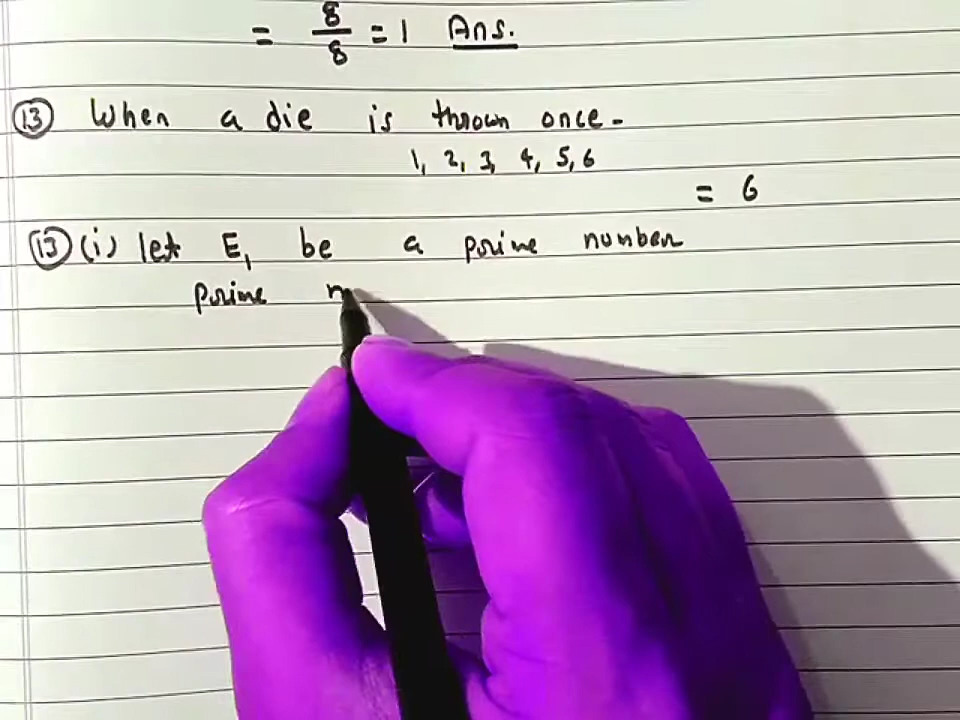 = 8/8 = 1 Ans.
(13) When a die is thrown once-
1, 2, 3, 4, 5, 6
= 6
(13) (i) let E₁ be a prime number
prime